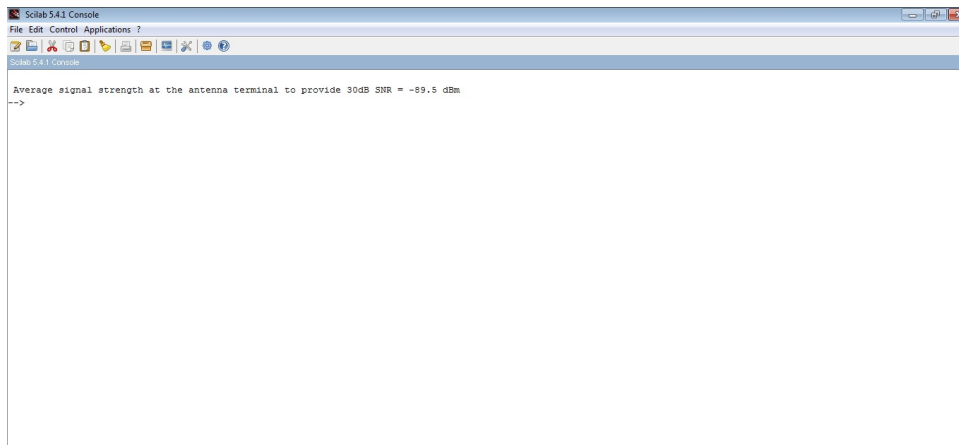 Scilab 5.4.1 Console
File Edit Control Applications ?
Scilab 5.4.1 Console
Average signal strength at the antenna terminal to provide 30dB SNR = -89.5 dBm
-->